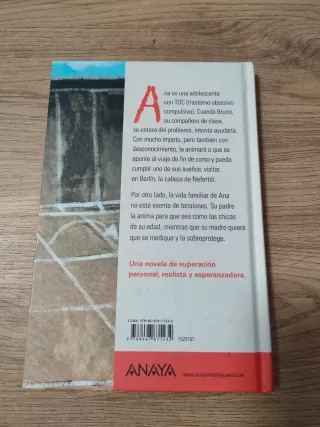 Ana es una adolescente
con TOC (trastorno obsesivo
compulsivo). Cuando Bruno,
su compañero de clase,
se entera del problema, intenta ayudarla.
Con mucho ímpetu, pero también con
desconocimiento, la animará a que se
apunte al viaje de fin de curso y pueda
cumplir uno de sus sueños: visitar,
en Berlín, la cabeza de Nefertiti.
Por otro lado, la vida familiar de Ana
no está exenta de tensiones. Su padre
la anima para que sea como las chicas
de su edad, mientras que su madre quiere
que se medique y la sobreprotege.
Una novela de superación
personal, realista y esperanzadora.
ISBN
1525167
ANAYA
www.anayainfantilyjuvenil.com